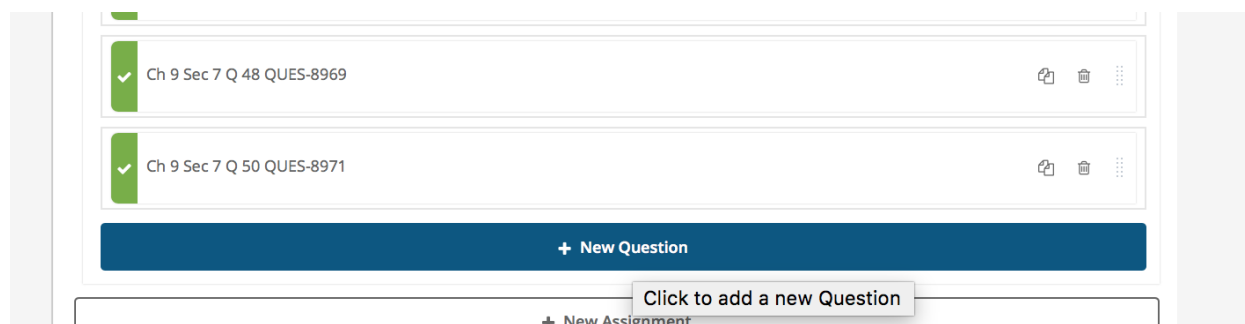 Ch 9 Sec 7 Q 48 QUES-8969
Ch 9 Sec 7 Q 50 QUES-8971
+ New Question
Click to add a new Question
+ New Assignment